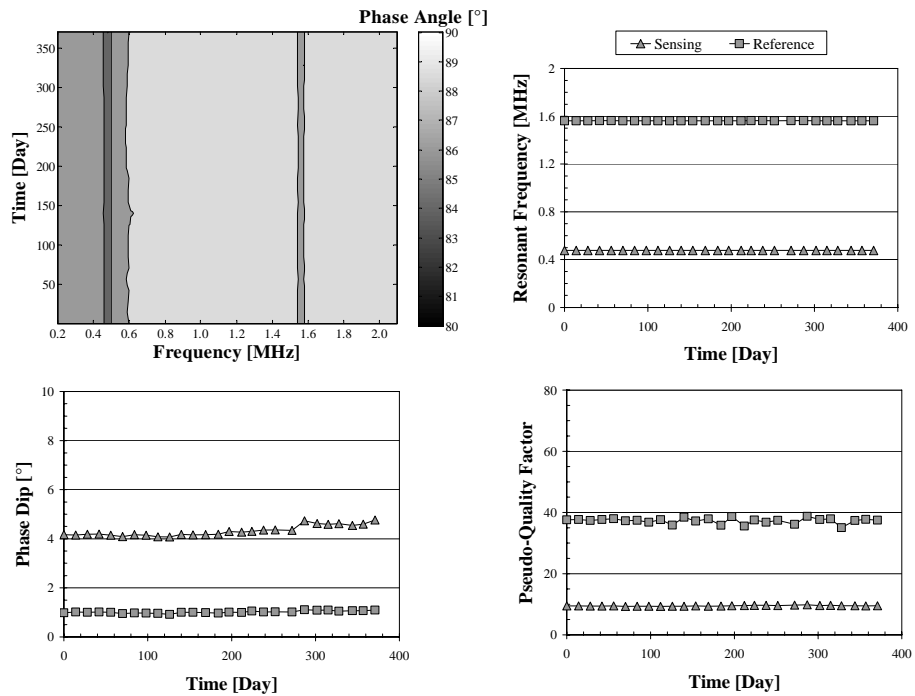 Phase Angle [°]
350
300
250
200
150
100
50
Time [Day]
0.2 0.4 0.6 0.8 1.0 1.2 1.4 1.6 1.8 2.0
Frequency [MHz]
90
89
88
87
86
85
84
83
82
81
80
Sensing Reference
2
1.6
1.2
0.8
0.4
0
Resonant Frequency [MHz]
0 100 200 300 400
Time [Day]
10
8
6
4
2
0
Phase Dip [°]
0 100 200 300 400
Time [Day]
80
60
40
20
0
Pseudo-Quality Factor
0 100 200 300 400
Time [Day]